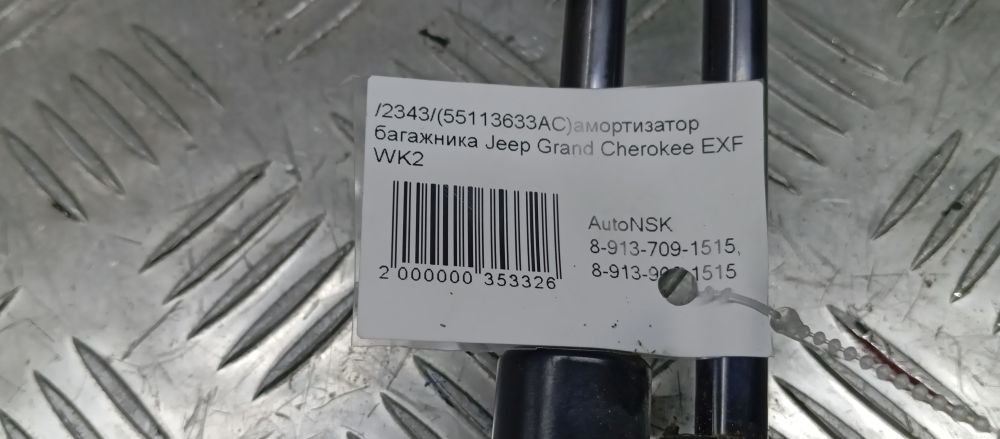 /2343/(55113633AC)амортизатор
багажника Jeep Grand Cherokee EXF
WK2
AutoNSK
8-913-709-1515,
2 000000 353326